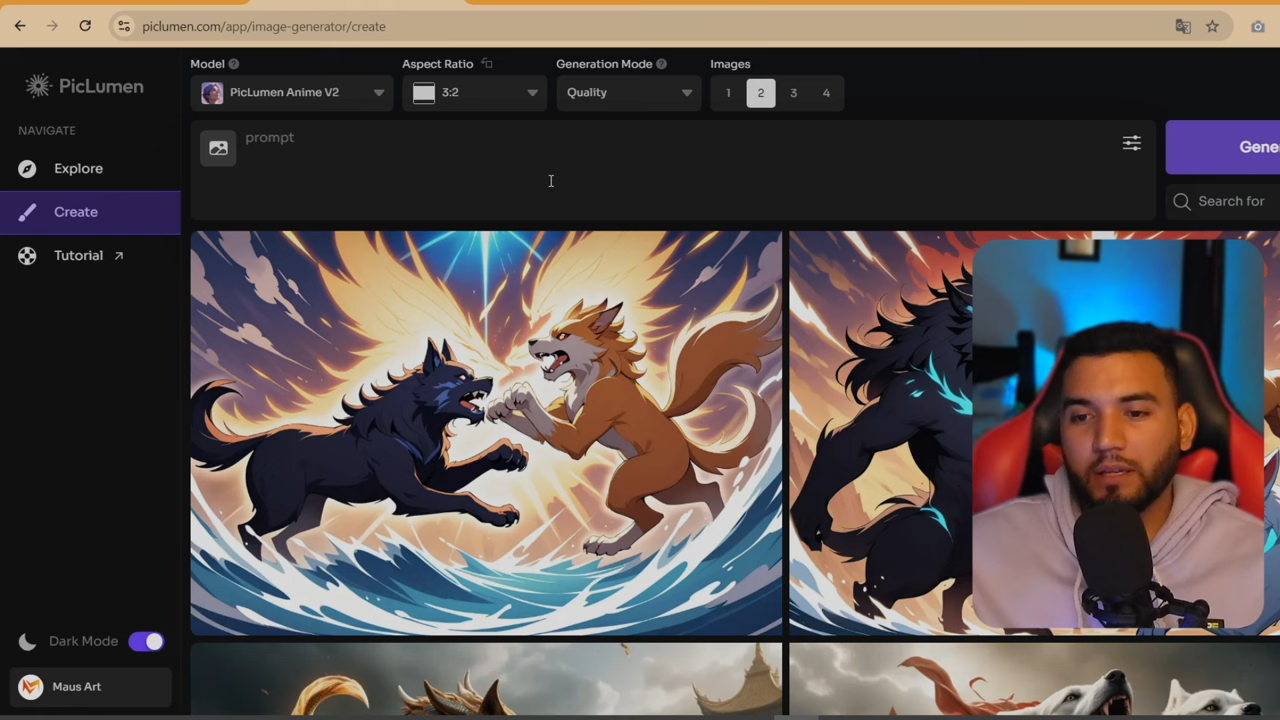 piclumen.com/app/image-generator/create
PicLumen
NAVIGATE
Explore
Create
Tutorial
Dark Mode
Maus Art
Model
PicLumen Anime V2
Aspect Ratio
3:2
Generation Mode
Quality
Images
1 2 3 4
prompt
Gene
Search for